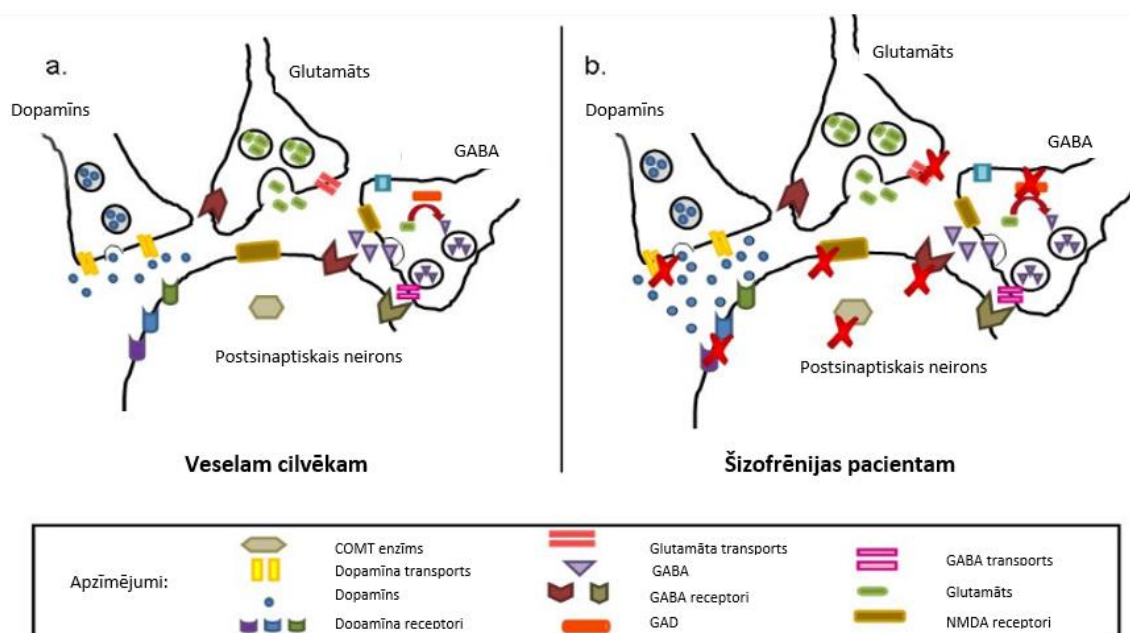 a.
Glutamāts
Dopamīns
GABA
Postsinaptiskais neirons
Veselam cilvēkam
b.
Glutamāts
Dopamīns
GABA
Postsinaptiskais neirons
Šizofrēnijas pacientam
Apzīmējumi:
COMT enzīms
Dopamīna transports
Dopamīns
Dopamīna receptori
Glutamāta transports
GABA
GABA receptori
GAD
GABA transports
Glutamāts
NMDA receptori